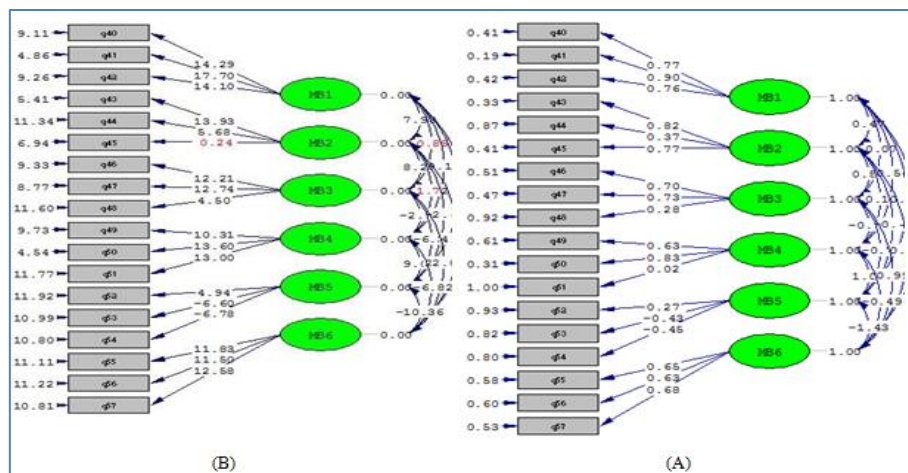 9.11 q40
4.86 q41
9.26 q42
5.41 q43
11.34 q44
6.94 q45
9.33 q46
8.77 q47
11.60 q48
9.73 q49
4.54 q50
11.77 q51
11.92 q52
10.99 q53
10.80 q54
11.11 q55
11.22 q56
10.81 q57
14.29
17.70
14.10
13.93
5.68
0.24
12.21
12.74
4.50
10.31
13.60
13.00
4.94
-6.60
-6.78
11.83
11.50
12.58
MB1 0.00
MB2 0.00
MB3 0.00
MB4 0.00
MB5 0.00
MB6 0.00
-6.82
-10.36
(B)
0.41 q40
0.19 q41
0.42 q42
0.33 q43
0.87 q44
0.41 q45
0.51 q46
0.47 q47
0.92 q48
0.61 q49
0.31 q50
1.00 q51
0.93 q52
0.82 q53
0.80 q54
0.58 q55
0.60 q56
0.53 q57
0.77
0.90
0.76
0.82
0.37
0.77
0.70
0.73
0.28
0.63
0.83
0.02
0.27
-0.43
-0.45
0.65
0.63
0.68
MB1 1.00
MB2 1.00
MB3 1.00
MB4 1.00
MB5 1.00
MB6 1.00
-0.49
-1.43
(A)